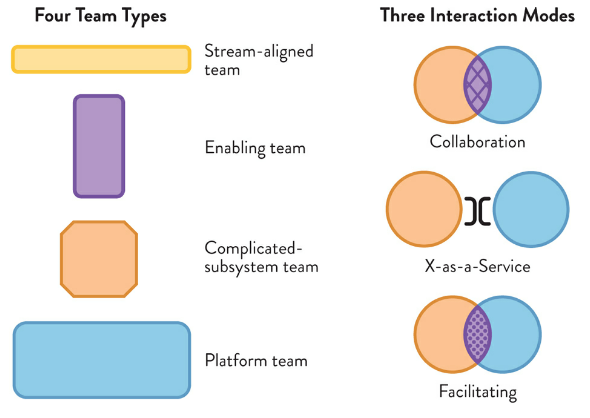 Four Team Types
Stream-aligned
team
Enabling team
Complicated-
subsystem team
Platform team
Three Interaction Modes
Collaboration
X-as-a-Service
Facilitating